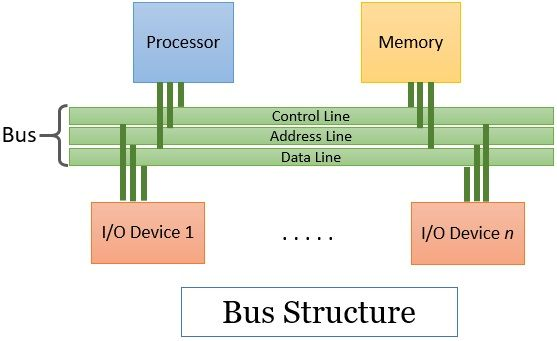 Processor
Memory
Bus
Control Line
Address Line
Data Line
I/O Device 1
. . . . .
I/O Device n
Bus Structure